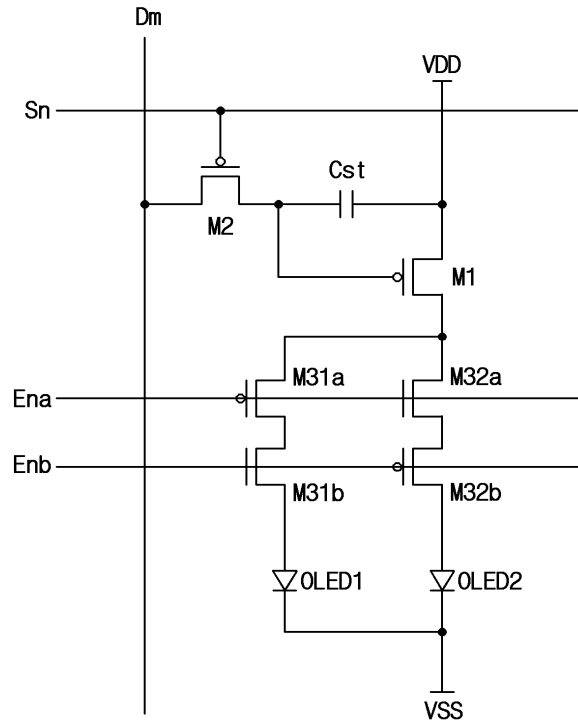 Dm
VDD
Sn
Cst
M2
M1
M31a
M32a
Ena
Enb
M31b
M32b
OLED1
OLED2
VSS